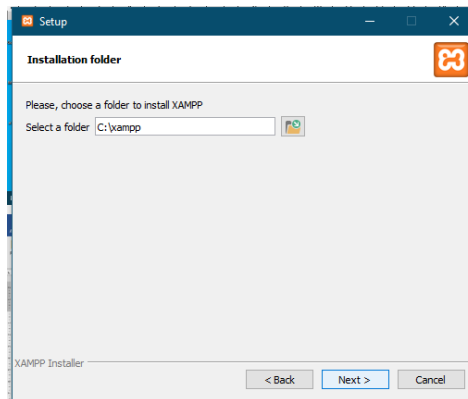 Setup
Installation folder
Please, choose a folder to install XAMPP
Select a folder C:\xampp
XAMPP Installer
< Back Next > Cancel